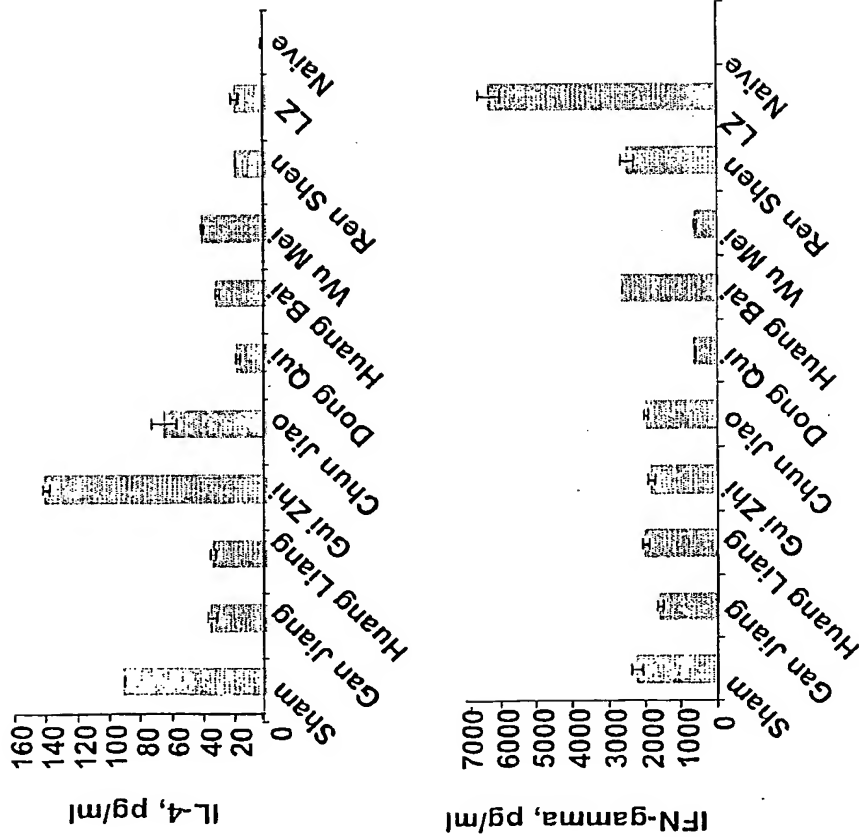 IL-4, pg/ml
160
140
120
100
80
60
40
20
0
Sham
Gan Jiang
Huang Liang
Gui Zhi
Chun Jiao
Dong Qui
Huang Bai
Wu Mei
Ren Shen
LZ
Naive
IFN-gamma, pg/ml
7000
6000
5000
4000
3000
2000
1000
0
Sham
Gan Jiang
Huang Liang
Gui Zhi
Chun Jiao
Dong Qui
Huang Bai
Wu Mei
Ren Shen
LZ
Naive